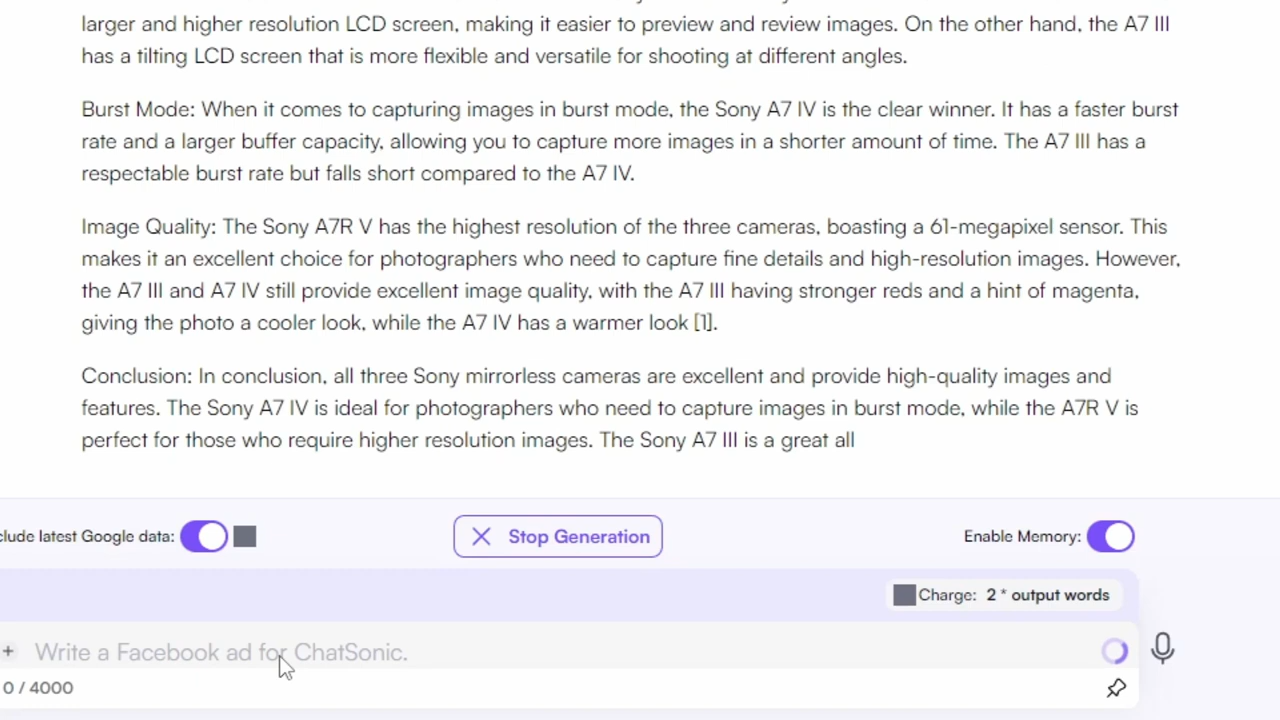 larger and higher resolution LCD screen, making it easier to preview and review images. On the other hand, the A7 III
has a tilting LCD screen that is more flexible and versatile for shooting at different angles.
Burst Mode: When it comes to capturing images in burst mode, the Sony A7 IV is the clear winner. It has a faster burst
rate and a larger buffer capacity, allowing you to capture more images in a shorter amount of time. The A7 III has a
respectable burst rate but falls short compared to the A7 IV.
Image Quality: The Sony A7R V has the highest resolution of the three cameras, boasting a 61-megapixel sensor. This
makes it an excellent choice for photographers who need to capture fine details and high-resolution images. However,
the A7 III and A7 IV still provide excellent image quality, with the A7 III having stronger reds and a hint of magenta,
giving the photo a cooler look, while the A7 IV has a warmer look [1].
Conclusion: In conclusion, all three Sony mirrorless cameras are excellent and provide high-quality images and
features. The Sony A7 IV is ideal for photographers who need to capture images in burst mode, while the A7R V is
perfect for those who require higher resolution images. The Sony A7 III is a great all
clude latest Google data:
Stop Generation
Enable Memory:
Charge: 2 * output words
+ Write a Facebook ad for ChatSonic.
0 / 4000